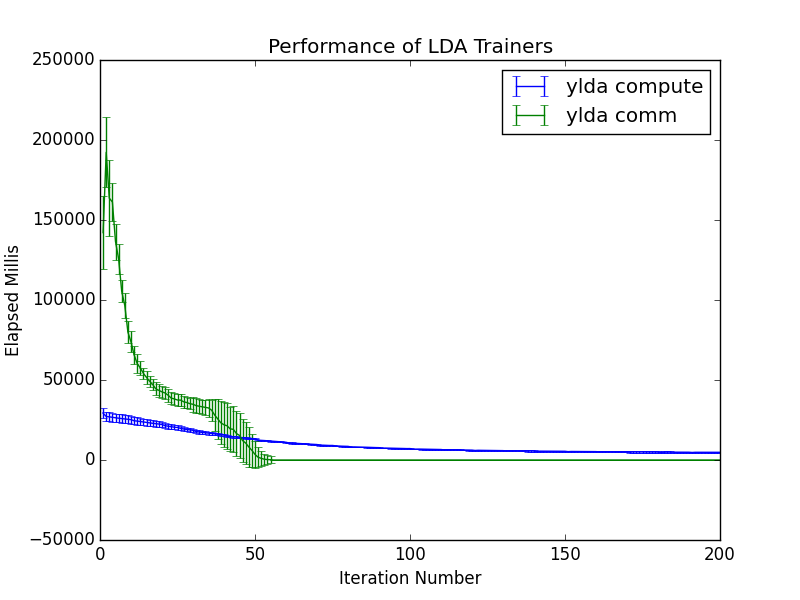 Performance of LDA Trainers
250000
200000
150000
100000
50000
0
−50000
Elapsed Millis
ylda compute
ylda comm
0
50
100
150
200
Iteration Number